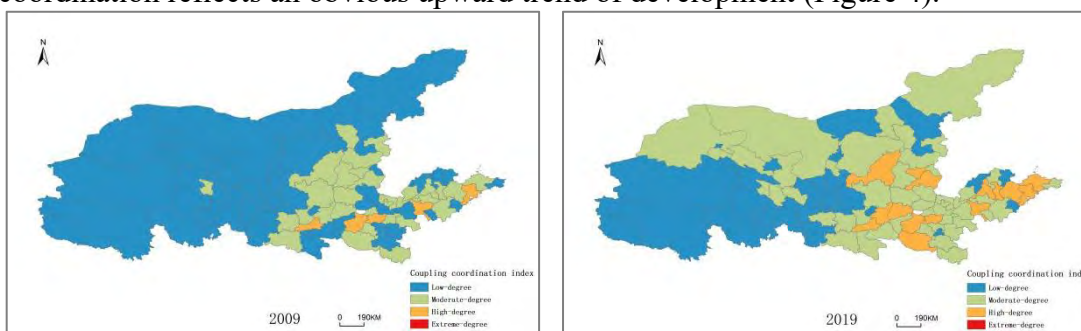 coordination reflects an obvious upward trend of development (Figure 4).
N
Coupling coordination index
Low-degree
Moderate-degree
High-degree
Extreme-degree
2009
0 190KM
N
Coupling coordination ind
Low-degree
Moderate-degree
High-degree
Extreme-degree
2019
0 190KM